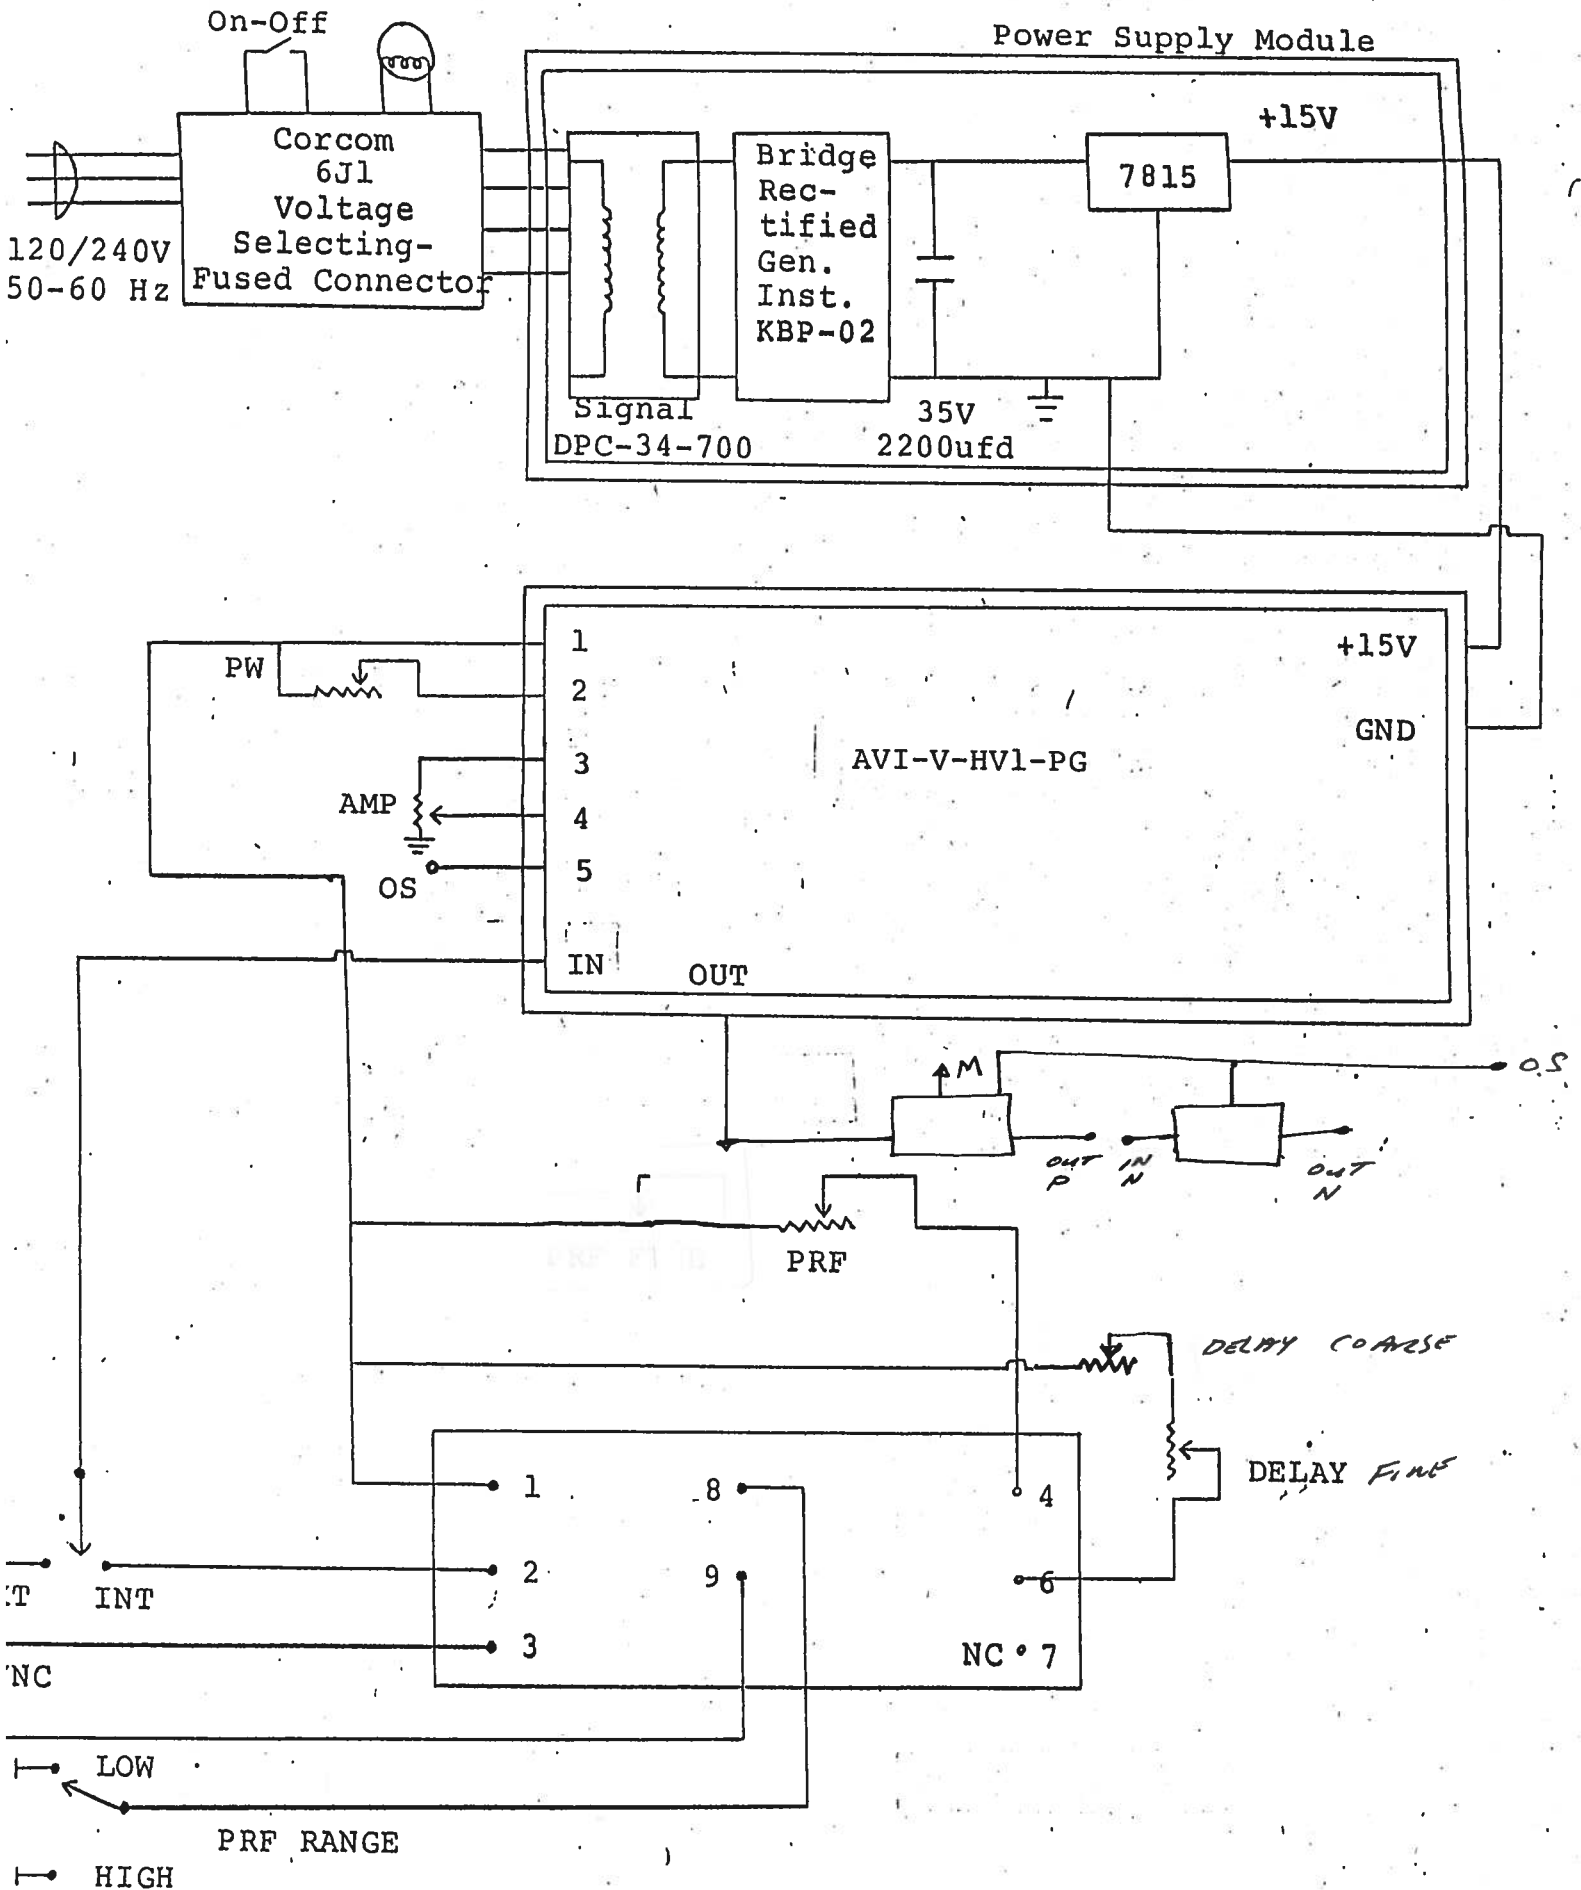 On-Off
Power Supply Module
Corcom
6J1
Voltage
Selecting-
Fused Connector
120/240V
50-60 Hz
Bridge
Rec-
tified
Gen.
Inst.
KBP-02
7815
+15V
Signal
DPC-34-700
35V
2200ufd
PW
AMP
OS
1
2
3
4
5
IN
OUT
AVI-V-HV1-PG
+15V
GND
M
O.S
OUT
P
IN
N
OUT
N
PRF
DELAY COARSE
DELAY FINE
1
8
4
2
9
6
3
NC 7
INT
LOW
PRF RANGE
HIGH